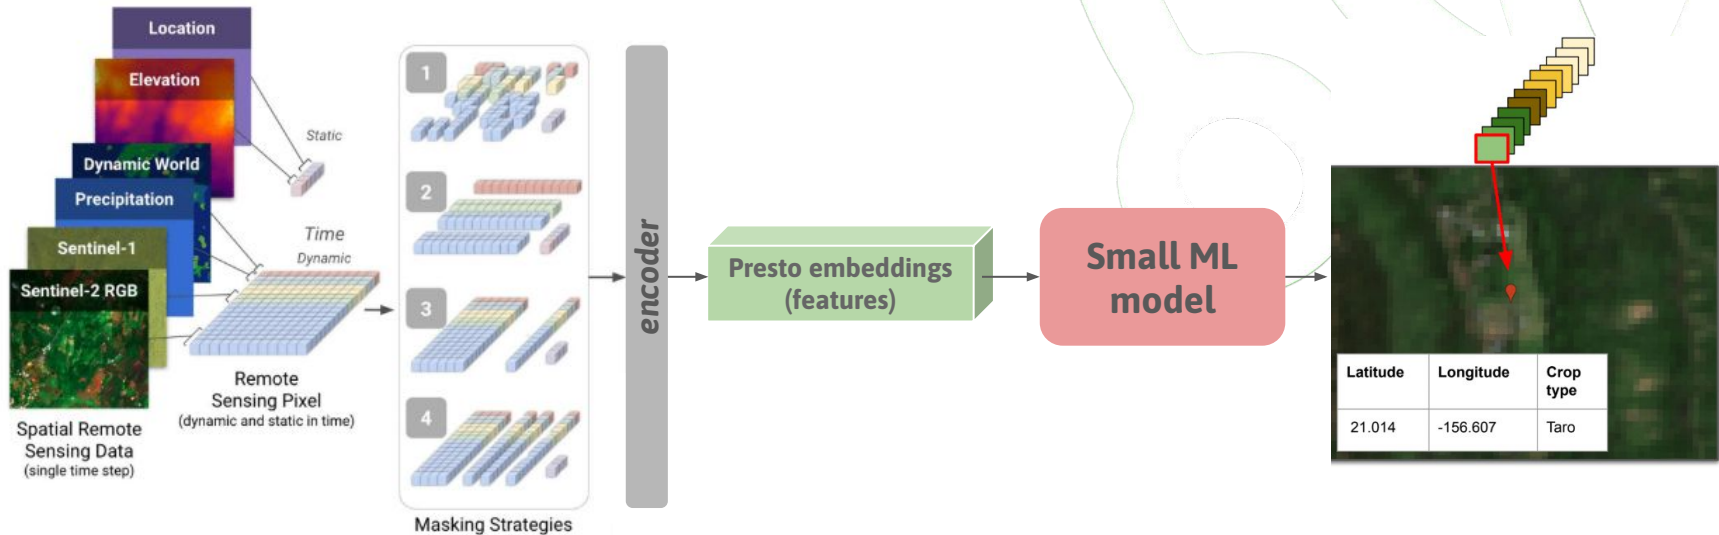 Location
Elevation
Dynamic World
Precipitation
Sentinel-1
Sentinel-2 RGB
Spatial Remote
Sensing Data
(single time step)
Static
Time
Dynamic
Remote
Sensing Pixel
(dynamic and static in time)
1
2
3
4
Masking Strategies
encoder
Presto embeddings
(features)
Small ML
model
Latitude Longitude Crop
type
21.014 -156.607 Taro